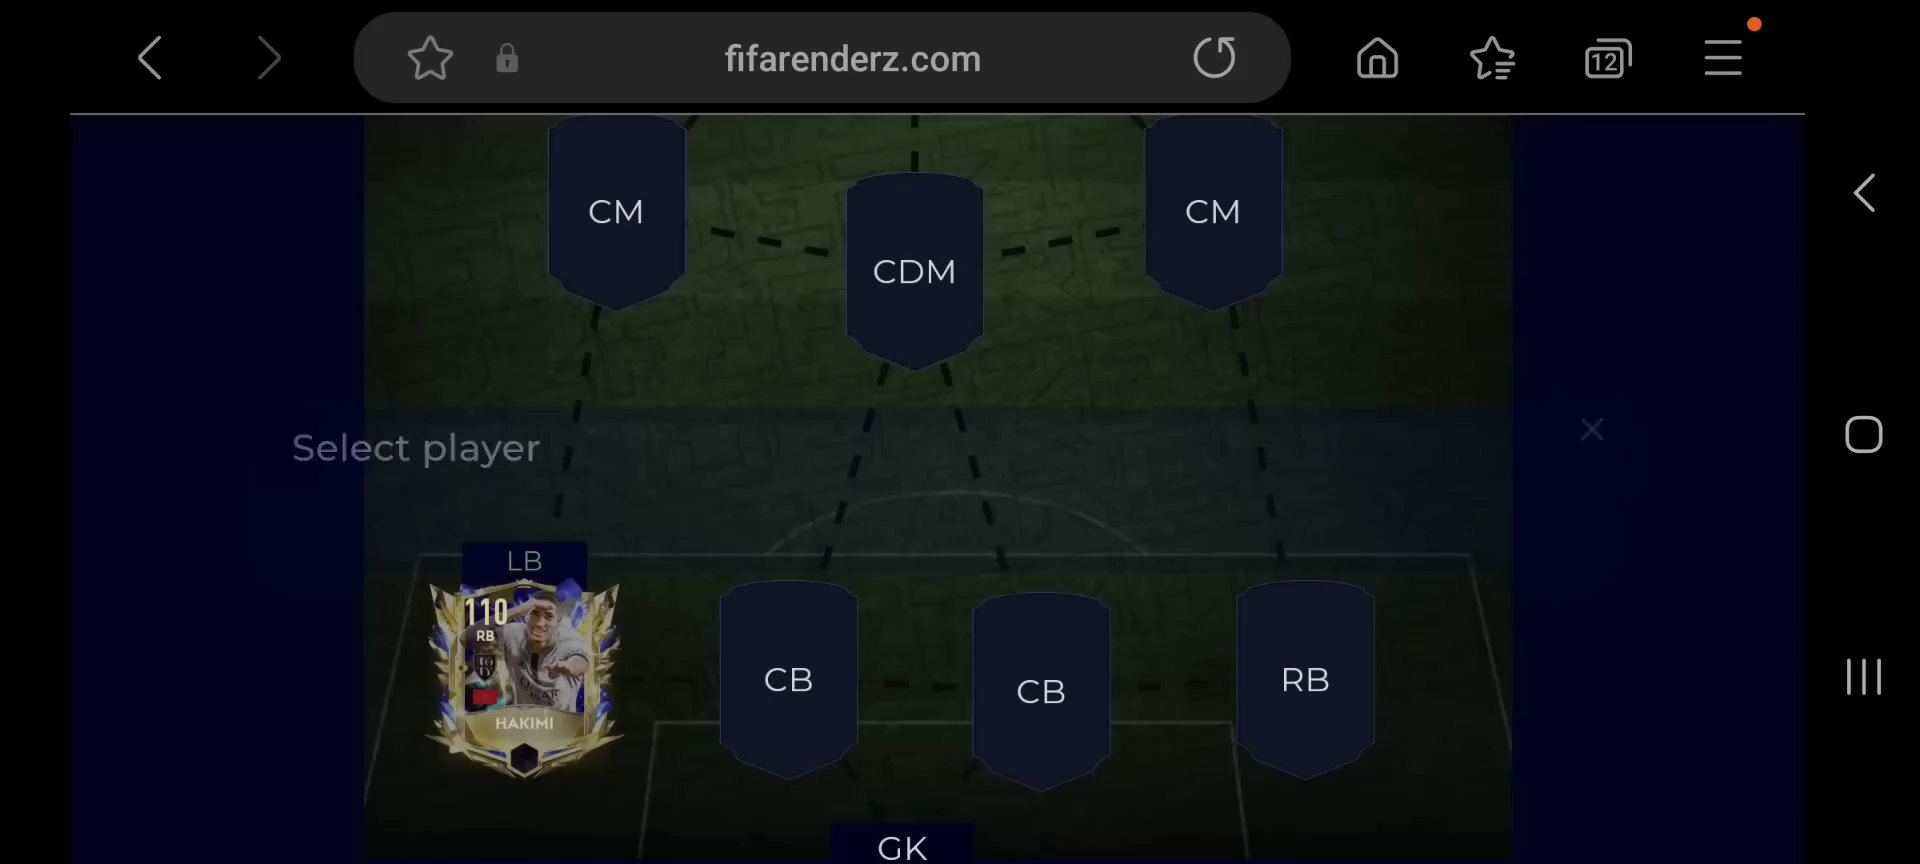 fifarenderz.com
12
CM
CM
CDM
Select player
LB
110
RB
HAKIMI
CB
CB
RB
GK